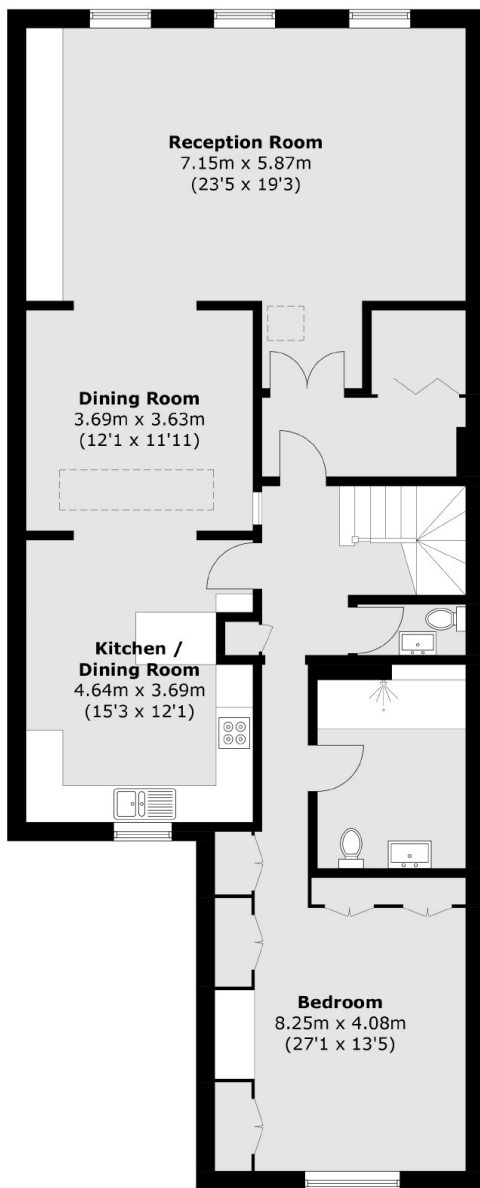 Reception Room
7.15m x 5.87m
(23'5 x 19'3)
Dining Room
3.69m x 3.63m
(12'1 x 11'11)
Kitchen /
Dining Room
4.64m x 3.69m
(15'3 x 12'1)
Bedroom
8.25m x 4.08m
(27'1 x 13'5)